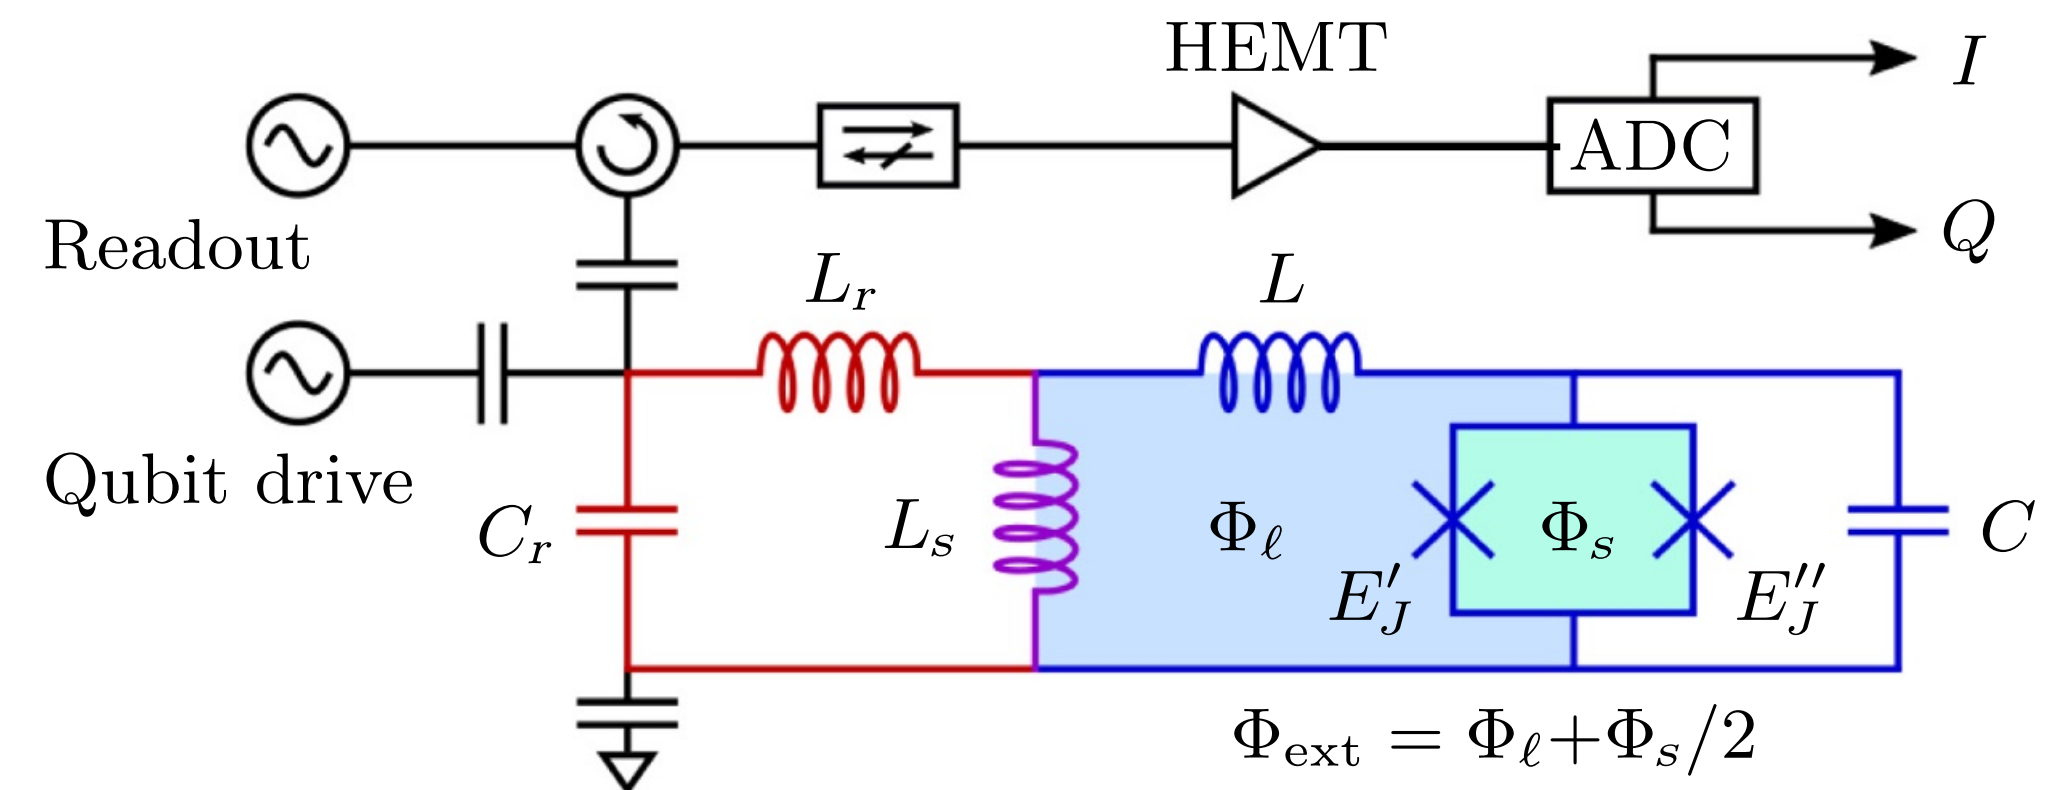 HEMT
I
ADC
Q
Readout
L_r
L
Qubit drive
C_r
L_s
Φ_ℓ
Φ_s
C
E'_J
E''_J
Φ_ext = Φ_ℓ+Φ_s/2